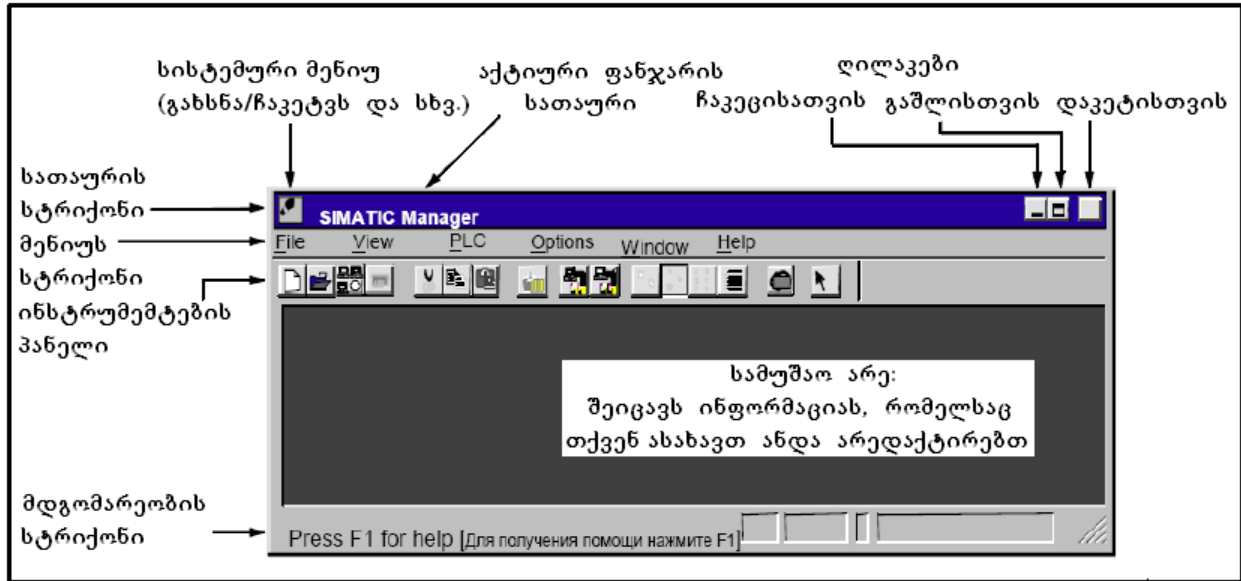 სისტემური მენიუ
(გახსნა/ჩაკეტვს და სხვ.)
აქტიური ფანჯარის
სათაური
ღილაკები
ჩაკეცისათვის გაშლისთვის დაკეტისთვის
სათაურის
სტრიქონი
მენიუს
სტრიქონი
ინსტრუმემტების
პანელი
SIMATIC Manager
File View PLC Options Window Help
სამუშაო არე:
შეიცავს ინფორმაციას, რომელსაც
თქვენ ასახავთ ანდა არედაქტირებთ
მდგომარეობის
სტრიქონი
Press F1 for help [Для получения помощи нажмите F1]